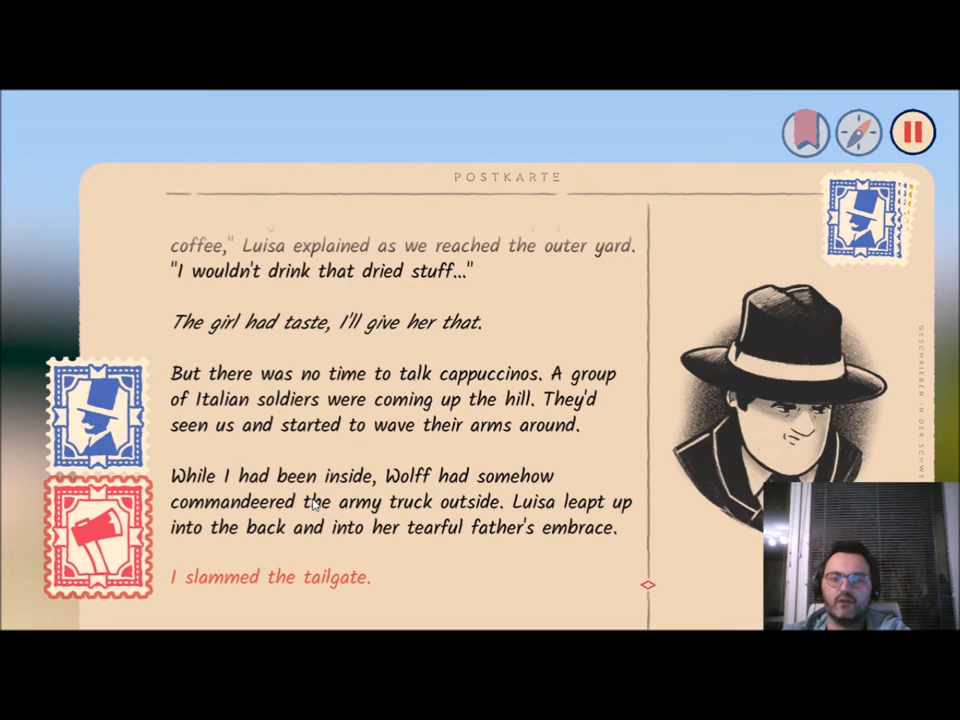 POSTKARTE
coffee," Luisa explained as we reached the outer yard.
"I wouldn't drink that dried stuff..."
The girl had taste, I'll give her that.
But there was no time to talk cappuccinos. A group
of Italian soldiers were coming up the hill. They'd
seen us and started to wave their arms around.
While I had been inside, Wolff had somehow
commandeered the army truck outside. Luisa leapt up
into the back and into her tearful father's embrace.
I slammed the tailgate.
GESCHRIEBEN IN DER